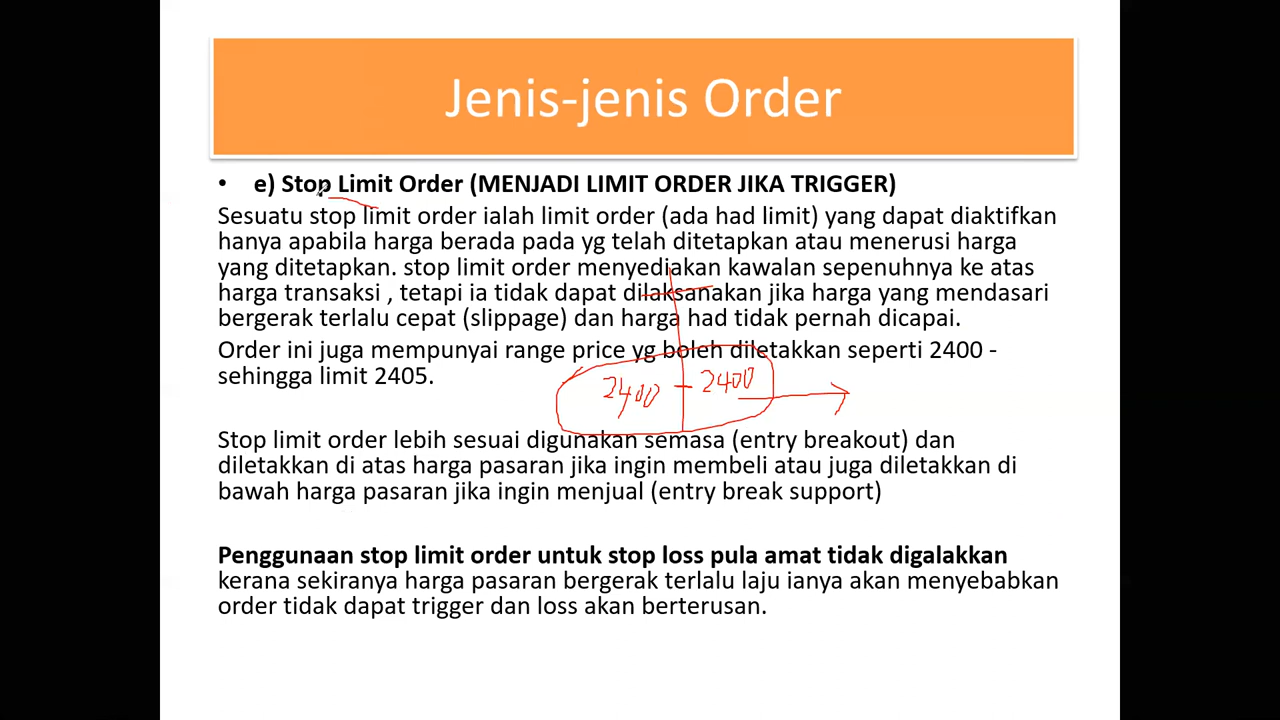 Jenis-jenis Order
• e) Stop Limit Order (MENJADI LIMIT ORDER JIKA TRIGGER)
Sesuatu stop limit order ialah limit order (ada had limit) yang dapat diaktifkan
hanya apabila harga berada pada yg telah ditetapkan atau menerusi harga
yang ditetapkan. stop limit order menyediakan kawalan sepenuhnya ke atas
harga transaksi , tetapi ia tidak dapat dilaksanakan jika harga yang mendasari
bergerak terlalu cepat (slippage) dan harga had tidak pernah dicapai.
Order ini juga mempunyai range price yg boleh diletakkan seperti 2400 -
sehingga limit 2405.
2400 - 2400
Stop limit order lebih sesuai digunakan semasa (entry breakout) dan
diletakkan di atas harga pasaran jika ingin membeli atau juga diletakkan di
bawah harga pasaran jika ingin menjual (entry break support)
Penggunaan stop limit order untuk stop loss pula amat tidak digalakkan
kerana sekiranya harga pasaran bergerak terlalu laju ianya akan menyebabkan
order tidak dapat trigger dan loss akan berterusan.